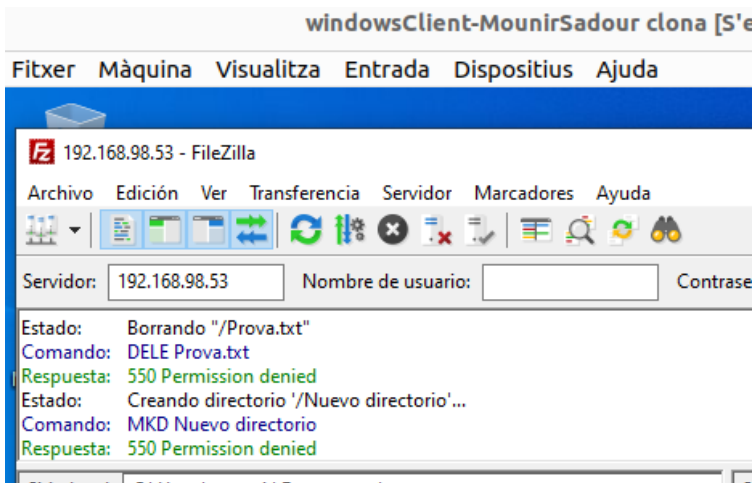 windowsClient-MounirSadour clona [S'e
Fitxer Màquina Visualitza Entrada Dispositius Ajuda
192.168.98.53 - FileZilla
Archivo Edición Ver Transferencia Servidor Marcadores Ayuda
Servidor: 192.168.98.53 Nombre de usuario: Contrase
Estado: Borrando "/Prova.txt"
Comando: DELE Prova.txt
Respuesta: 550 Permission denied
Estado: Creando directorio '/Nuevo directorio'...
Comando: MKD Nuevo directorio
Respuesta: 550 Permission denied